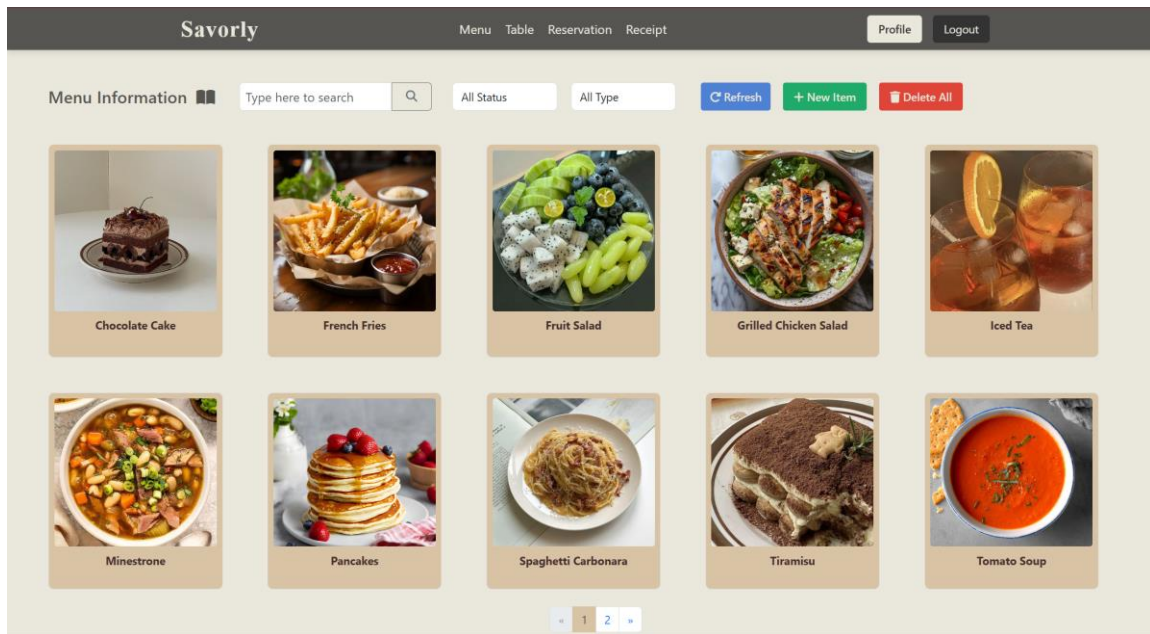 Savorly
Menu Table Reservation Receipt
Profile Logout
Menu Information
Type here to search
All Status
All Type
Refresh
+ New Item
Delete All
Chocolate Cake
French Fries
Fruit Salad
Grilled Chicken Salad
Iced Tea
Minestrone
Pancakes
Spaghetti Carbonara
Tiramisu
Tomato Soup
« 1 2 »